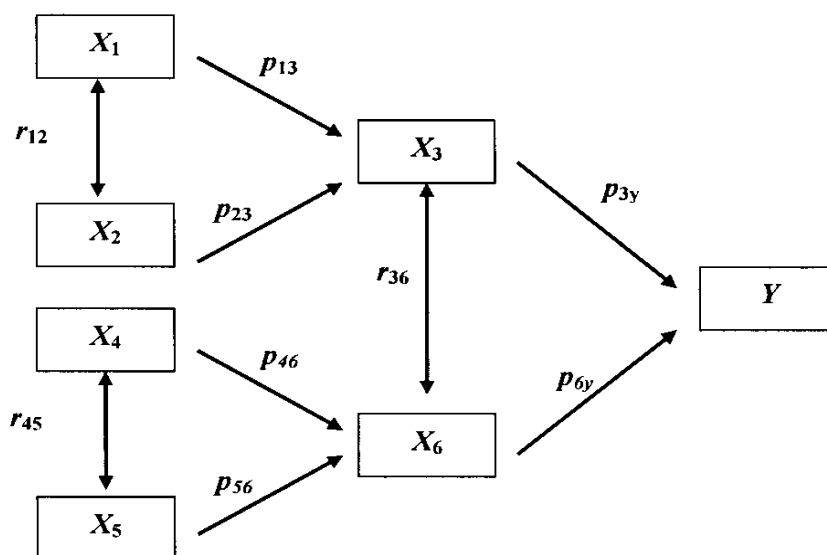 X₁
p₁₃
r₁₂
X₃
X₂
p₂₃
p₃y
r₃₆
Y
X₄
p₄₆
p₆y
r₄₅
X₆
p₅₆
X₅